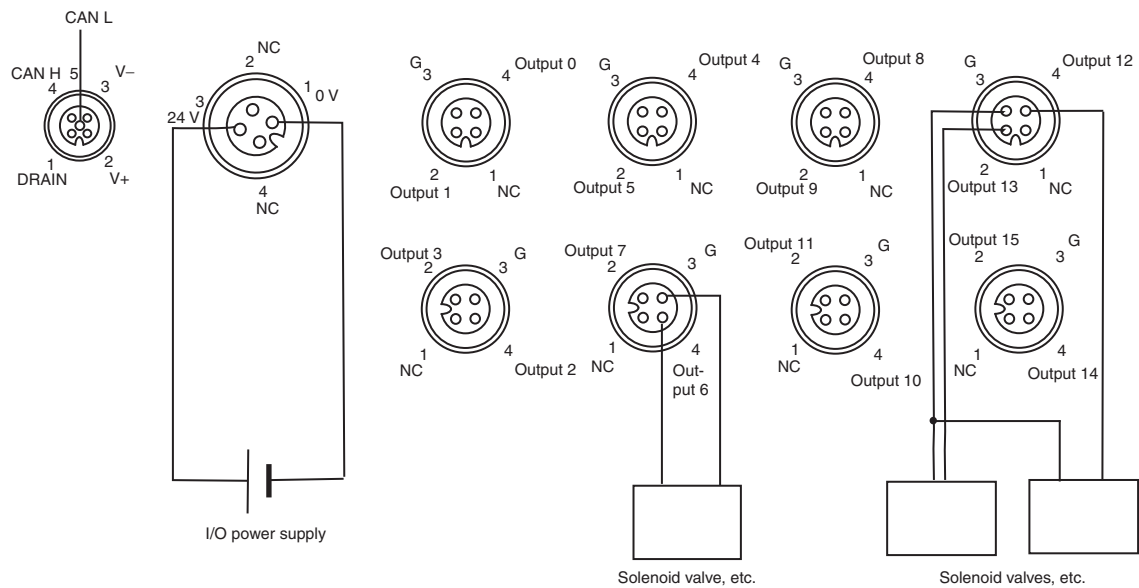 CAN L
CAN H
5
V–
4
3
1
2
DRAIN
V+
NC
2
3
1
0 V
24 V
4
NC
G
3
4
Output 0
2
1
Output 1
NC
G
3
4
Output 4
2
1
Output 5
NC
G
3
4
Output 8
2
1
Output 9
NC
G
3
4
Output 12
2
1
Output 13
NC
Output 3
2
3
G
1
NC
4
Output 2
Output 7
2
3
G
1
NC
4
Out-
put 6
Output 11
2
3
G
1
NC
4
Output 10
Output 15
2
3
G
1
NC
4
Output 14
I/O power supply
Solenoid valve, etc.
Solenoid valves, etc.